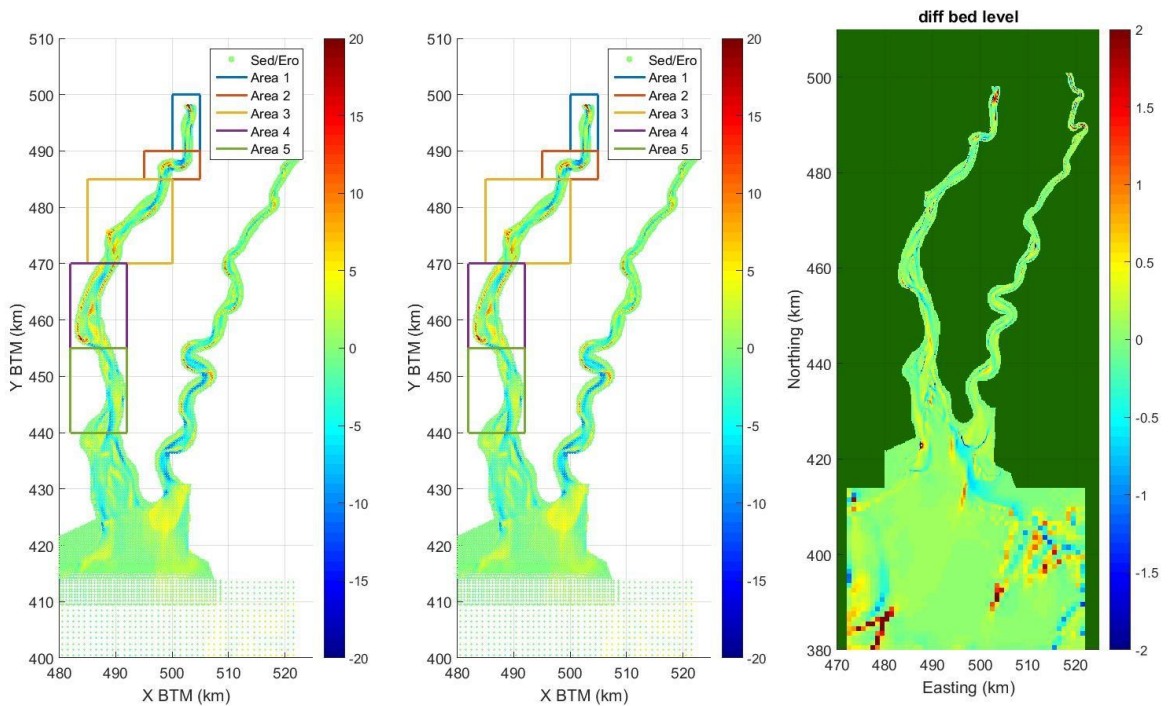 510
500
490
480
470
460
450
440
430
420
410
400
480 490 500 510 520
Y BTM (km)
X BTM (km)
Sed/Ero
Area 1
Area 2
Area 3
Area 4
Area 5
20
15
10
5
0
-5
-10
-15
-20
510
500
490
480
470
460
450
440
430
420
410
400
480 490 500 510 520
Y BTM (km)
X BTM (km)
Sed/Ero
Area 1
Area 2
Area 3
Area 4
Area 5
20
15
10
5
0
-5
-10
-15
-20
diff bed level
500
480
460
440
420
400
380
470 480 490 500 510 520
Northing (km)
Easting (km)
2
1.5
1
0.5
0
-0.5
-1
-1.5
-2